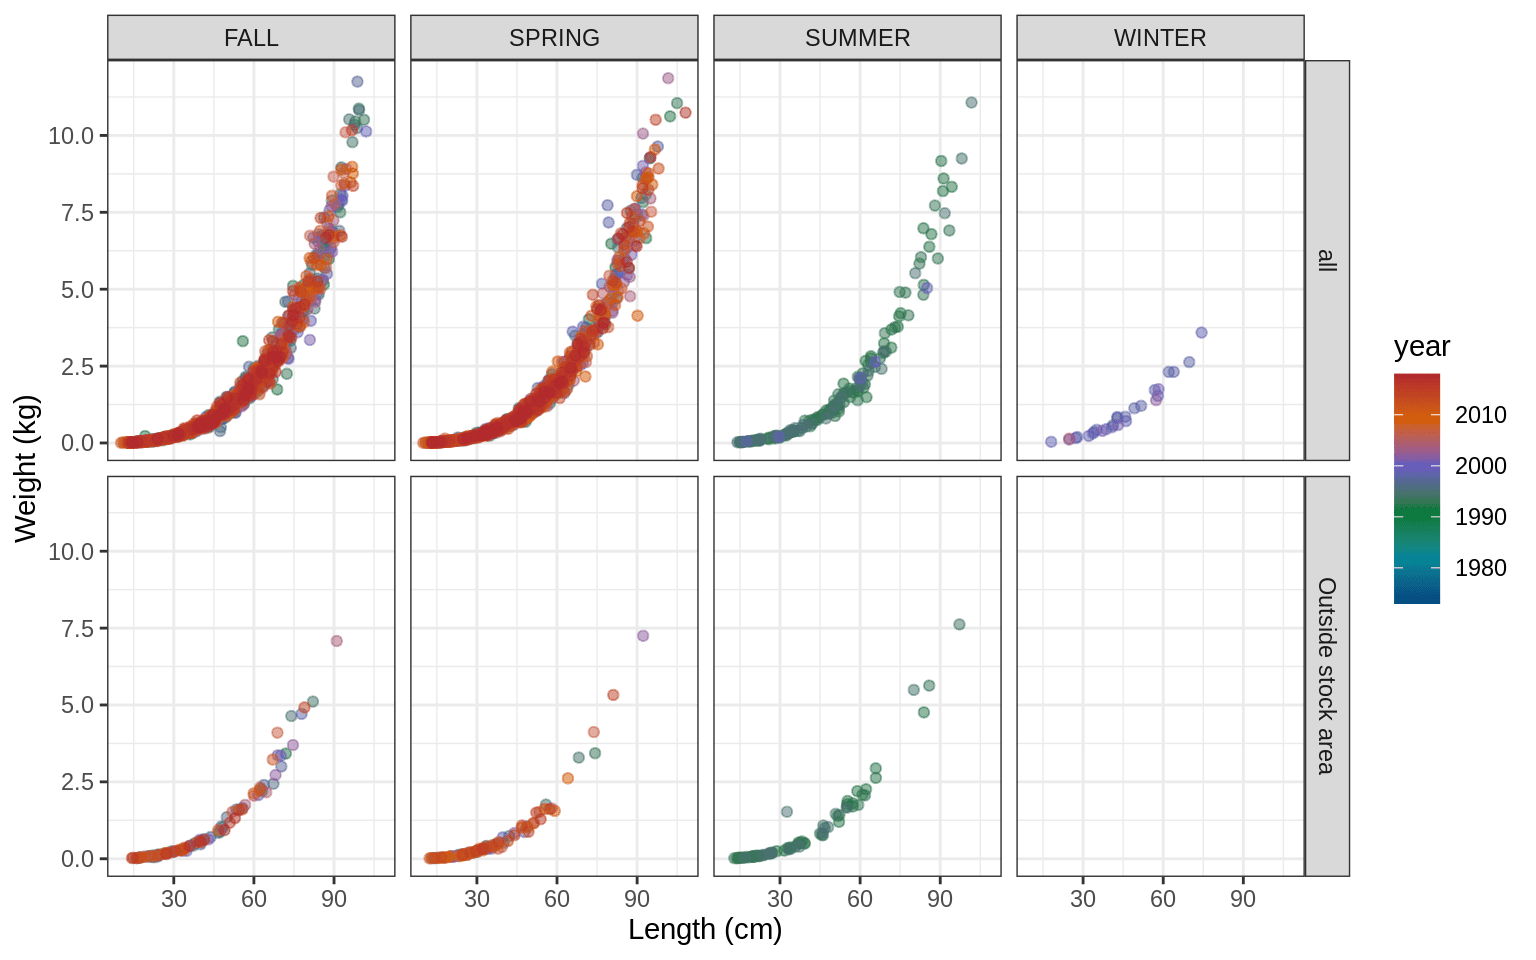 FALL SPRING SUMMER WINTER
10.0
7.5
5.0
2.5
0.0
all
10.0
7.5
5.0
2.5
0.0
Outside stock area
Weight (kg)
30 60 90 30 60 90 30 60 90 30 60 90
Length (cm)
year
2010
2000
1990
1980